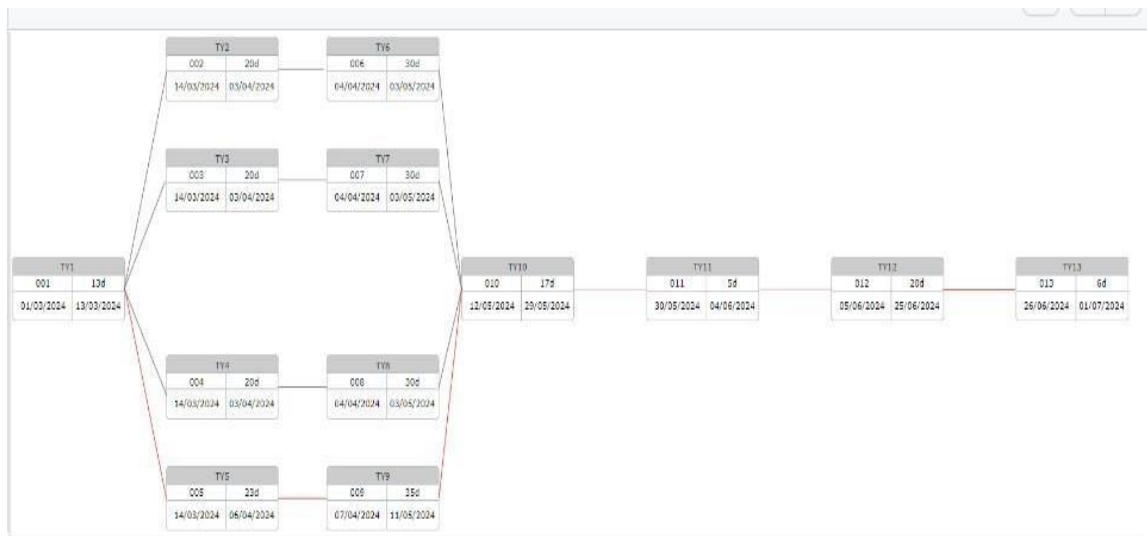 TY2
002 20d
14/03/2024 03/04/2024
TY6
006 30d
04/04/2024 03/05/2024
TY3
003 20d
14/03/2024 03/04/2024
TY7
007 30d
04/04/2024 03/05/2024
TY1
001 13d
01/03/2024 13/03/2024
TY10
010 17d
12/05/2024 29/05/2024
TY11
011 5d
30/05/2024 04/06/2024
TY12
012 20d
05/06/2024 25/06/2024
TY13
013 6d
26/06/2024 01/07/2024
TY4
004 20d
14/03/2024 03/04/2024
TY8
008 30d
04/04/2024 03/05/2024
TY5
005 23d
14/03/2024 06/04/2024
TY9
009 35d
07/04/2024 11/05/2024